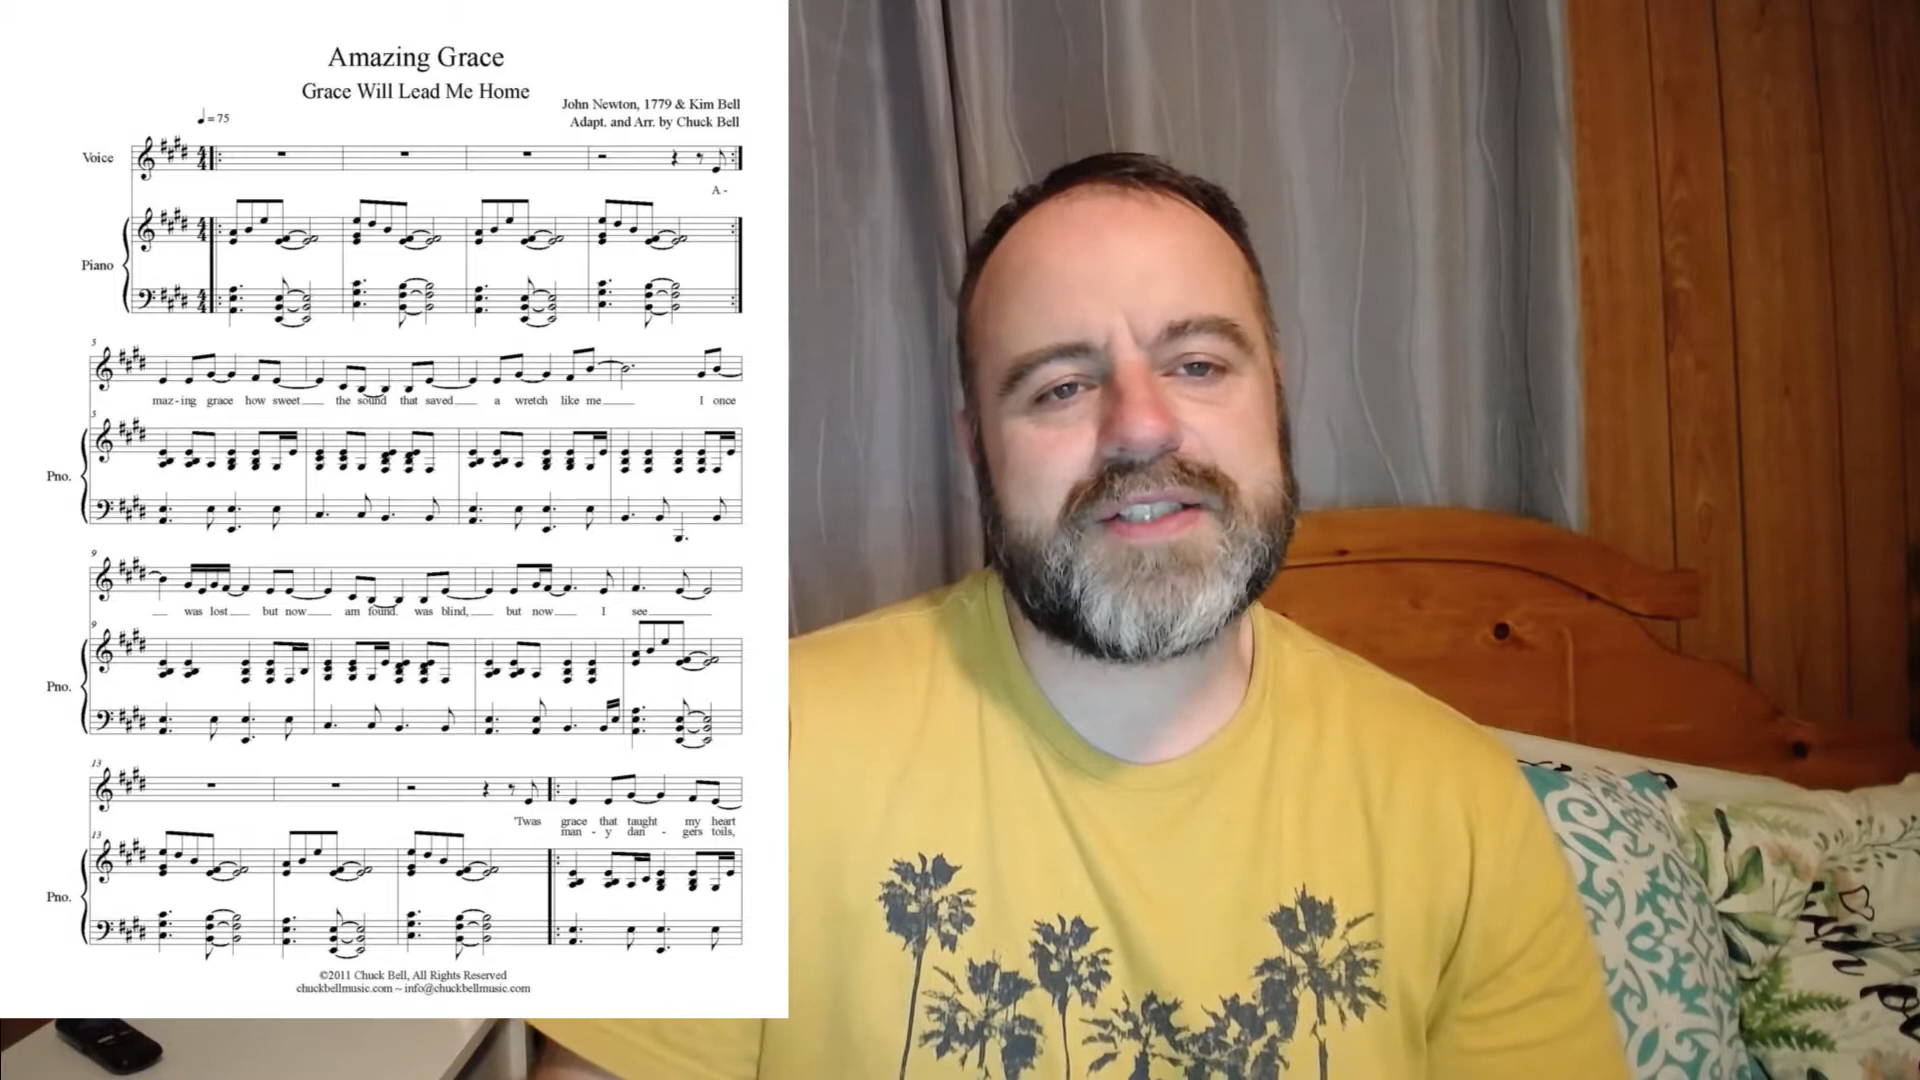 Amazing Grace
Grace Will Lead Me Home
John Newton, 1779 & Kim Bell
Adapt. and Arr. by Chuck Bell
= 75
Voice
A -
Piano
5
maz - ing grace how sweet the sound that saved a wretch like me I once
5
Pno.
9
was lost but now am found. was blind, but now I see
9
Pno.
13
'Twas grace that taught my heart
man - y dan - gers toils,
13
Pno.
©2011 Chuck Bell, All Rights Reserved
chuckbellmusic.com ~ info@chuckbellmusic.com